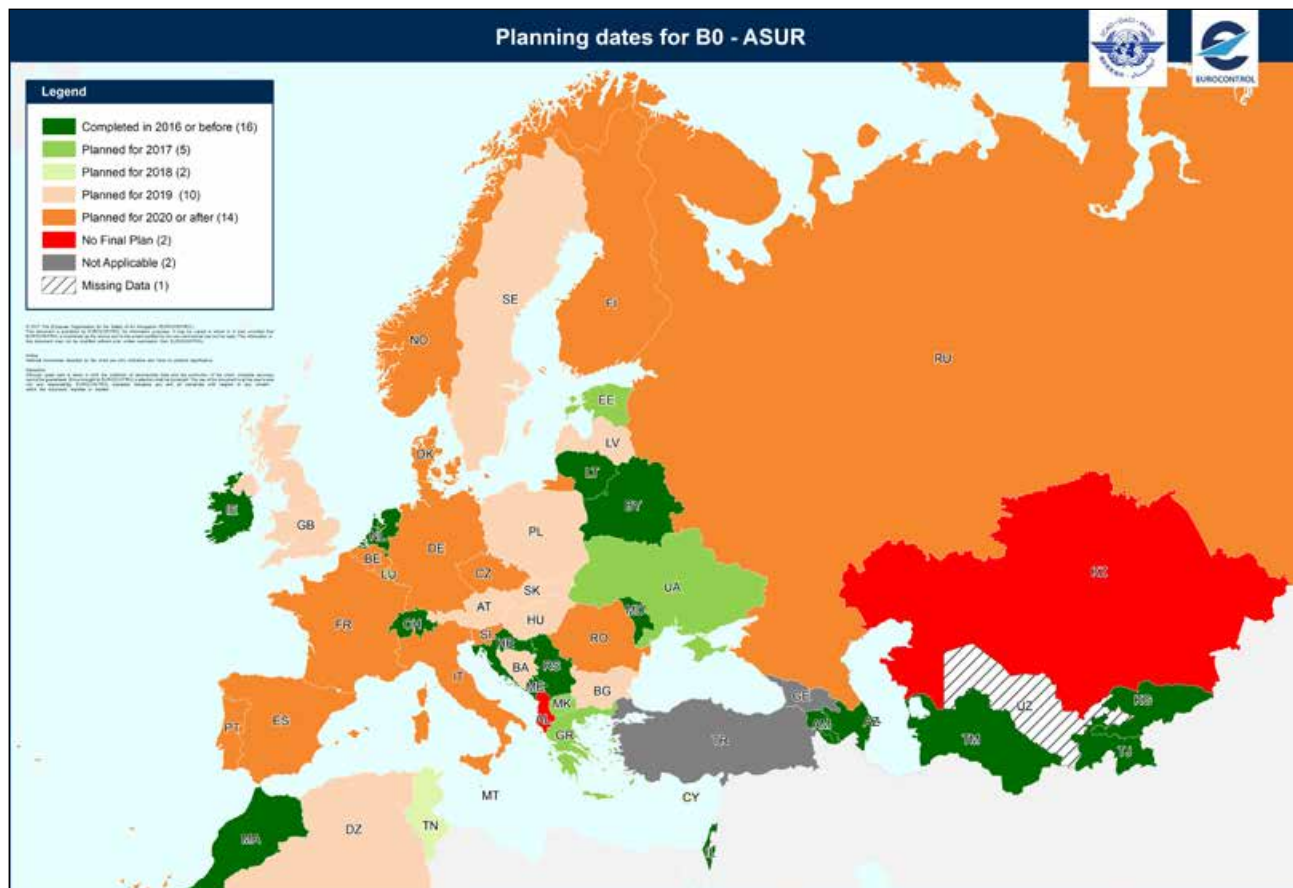 Planning dates for B0 - ASUR
EUROCONTROL
Legend
Completed in 2016 or before (16)
Planned for 2017 (5)
Planned for 2018 (2)
Planned for 2019 (10)
Planned for 2020 or after (14)
No Final Plan (2)
Not Applicable (2)
Missing Data (1)
SE
FI
NO
RU
EE
LV
DK
LT
IE
BY
GB
NL
PL
BE
DE
LU
CZ
UA
KZ
SK
AT
HU
MD
FR
CH
SI
RO
HR
BA
RS
IT
ME
BG
MK
GE
UZ
KG
PT
ES
AL
AM
AZ
GR
TR
TM
TJ
MT
CY
MA
DZ
TN
IL